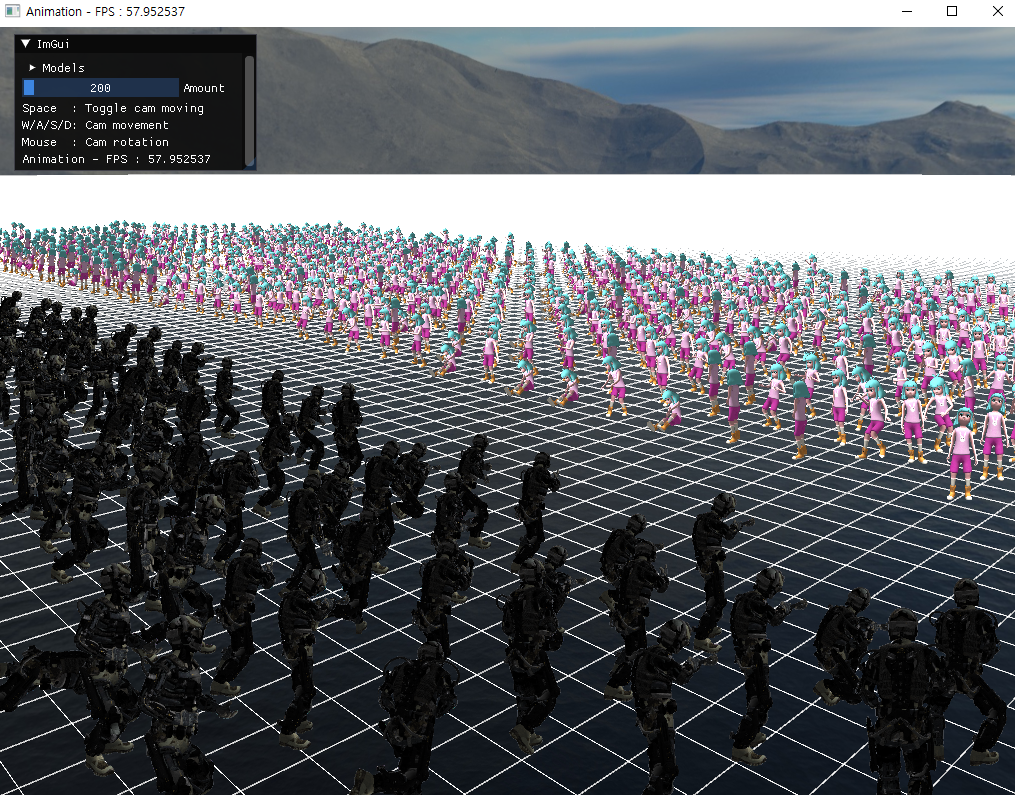 Animation - FPS : 57.952537
ImGui
Models
200 Amount
Space : Toggle cam moving
W/A/S/D: Cam movement
Mouse : Cam rotation
Animation - FPS : 57.952537